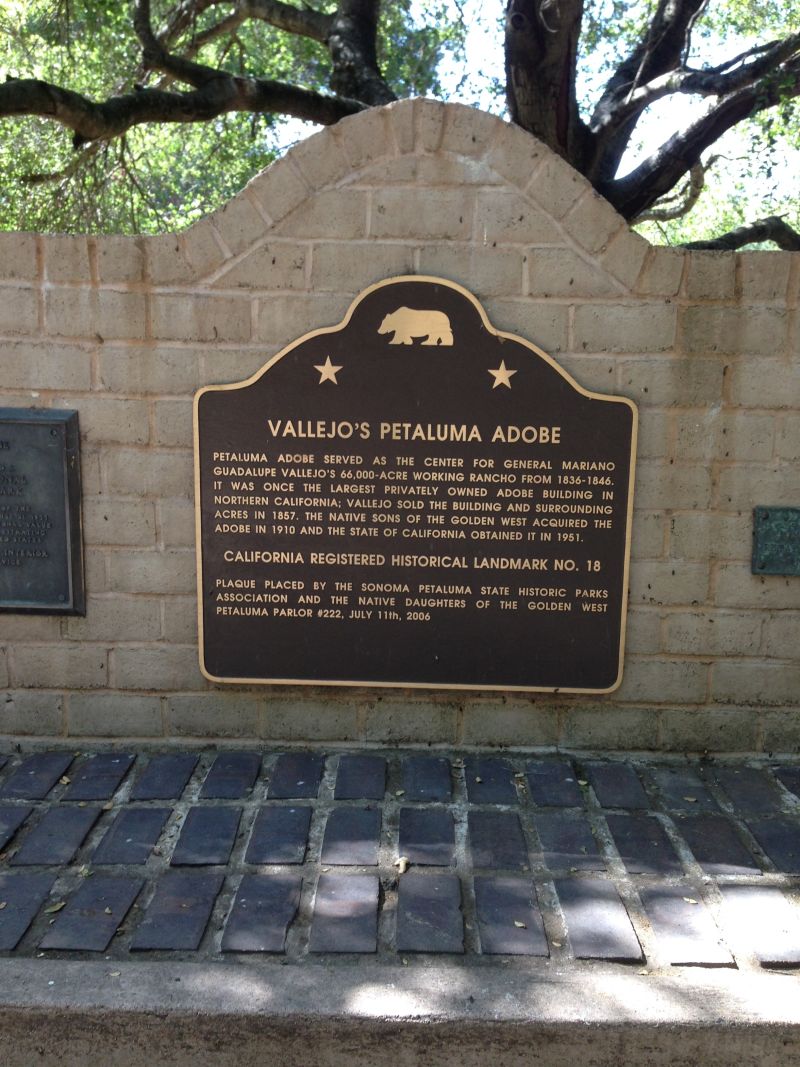 VALLEJO'S PETALUMA ADOBE
PETALUMA ADOBE SERVED AS THE CENTER FOR GENERAL MARIANO
GUADALUPE VALLEJO'S 66,000-ACRE WORKING RANCHO FROM 1836-1846.
IT WAS ONCE THE LARGEST PRIVATELY OWNED ADOBE BUILDING IN
NORTHERN CALIFORNIA; VALLEJO SOLD THE BUILDING AND SURROUNDING
ACRES IN 1857. THE NATIVE SONS OF THE GOLDEN WEST ACQUIRED THE
ADOBE IN 1910 AND THE STATE OF CALIFORNIA OBTAINED IT IN 1951.
CALIFORNIA REGISTERED HISTORICAL LANDMARK NO. 18
PLAQUE PLACED BY THE SONOMA PETALUMA STATE HISTORIC PARKS
ASSOCIATION AND THE NATIVE DAUGHTERS OF THE GOLDEN WEST
PETALUMA PARLOR #222, JULY 11th, 2006
OF THE
VALUE
INTERIOR